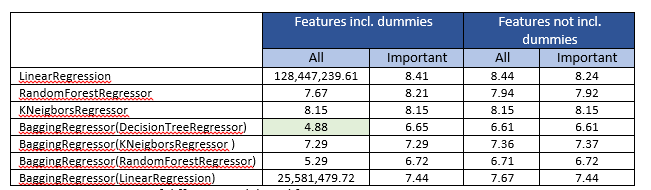 Features incl. dummies Features not incl.
dummies
All Important All Important
LinearRegression 128,447,239.61 8.41 8.44 8.24
RandomForestRegressor 7.67 8.21 7.94 7.92
KNeigborsRegressor 8.15 8.15 8.15 8.15
BaggingRegressor(DecisionTreeRegressor) 4.88 6.65 6.61 6.61
BaggingRegressor(KNeigborsRegressor ) 7.29 7.29 7.36 7.37
BaggingRegressor(RandomForestRegressor) 5.29 6.72 6.71 6.72
BaggingRegressor(LinearRegression) 25,581,479.72 7.44 7.67 7.44